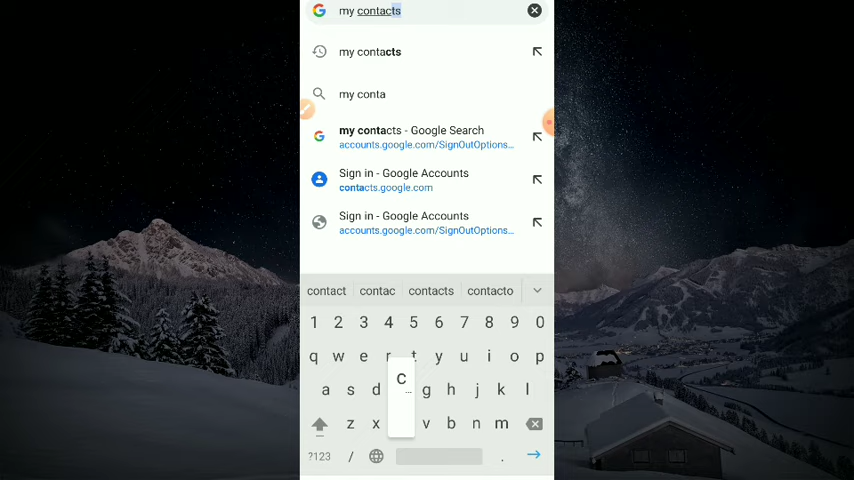 my contacts
my contacts
my conta
my contacts - Google Search
accounts.google.com/SignOutOptions...
Sign in - Google Accounts
contacts.google.com
Sign in - Google Accounts
accounts.google.com/SignOutOptions...
contact contac contacts contacto
1 2 3 4 5 6 7 8 9 0
q w e r t y u i o p
a s d C g h j k l
z x v b n m
?123 / .